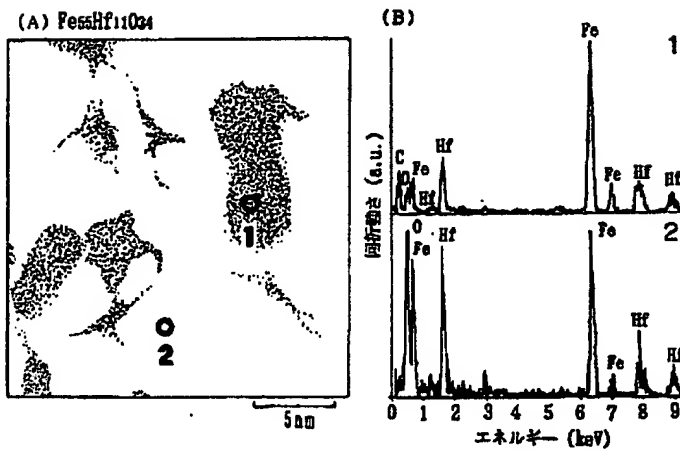 (A) Fe55Hf11O34
1
2
5nm
(B)
1
Fe
C
O
Fe
Hf
Hf
Fe
Hf
Hf
2
O
Fe
Hf
Fe
Fe
Hf
Hf
回折強さ (a.u.)
0 1 2 3 4 5 6 7 8 9
エネルギー (keV)